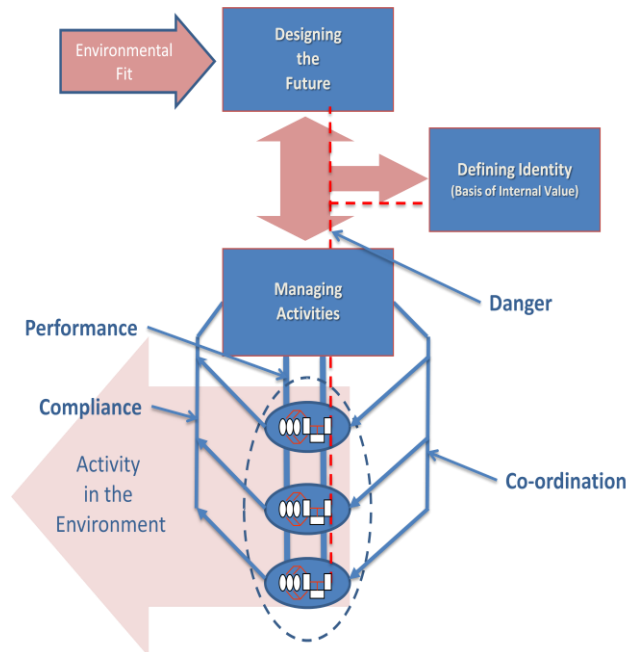 Designing
the
Future
Environmental
Fit
Defining Identity
(Basis of Internal Value)
Managing
Activities
Danger
Performance
Compliance
Activity
in the
Environment
Co-ordination